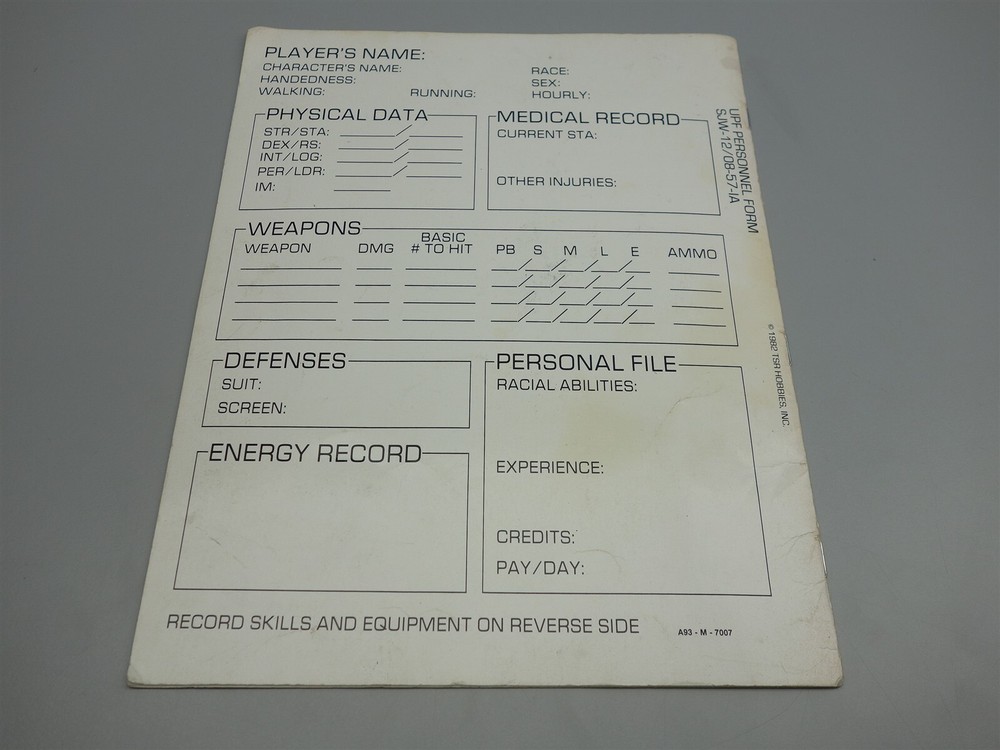 PLAYER'S NAME:
CHARACTER'S NAME: RACE:
HANDEDNESS: SEX:
WALKING: RUNNING: HOURLY:
PHYSICAL DATA
STR/STA: /
DEX/RS: /
INT/LOG: /
PER/LDR: /
IM:
MEDICAL RECORD
CURRENT STA:
OTHER INJURIES:
UPF PERSONNEL FORM
SJW-12/08-57-IA
WEAPONS
BASIC
WEAPON DMG # TO HIT PB S M L E AMMO
/ / / /
/ / / /
/ / / /
/ / / /
DEFENSES
SUIT:
SCREEN:
ENERGY RECORD
PERSONAL FILE
RACIAL ABILITIES:
EXPERIENCE:
CREDITS:
PAY/DAY:
© 1982 TSR HOBBIES, INC.
RECORD SKILLS AND EQUIPMENT ON REVERSE SIDE
A93 - M - 7007